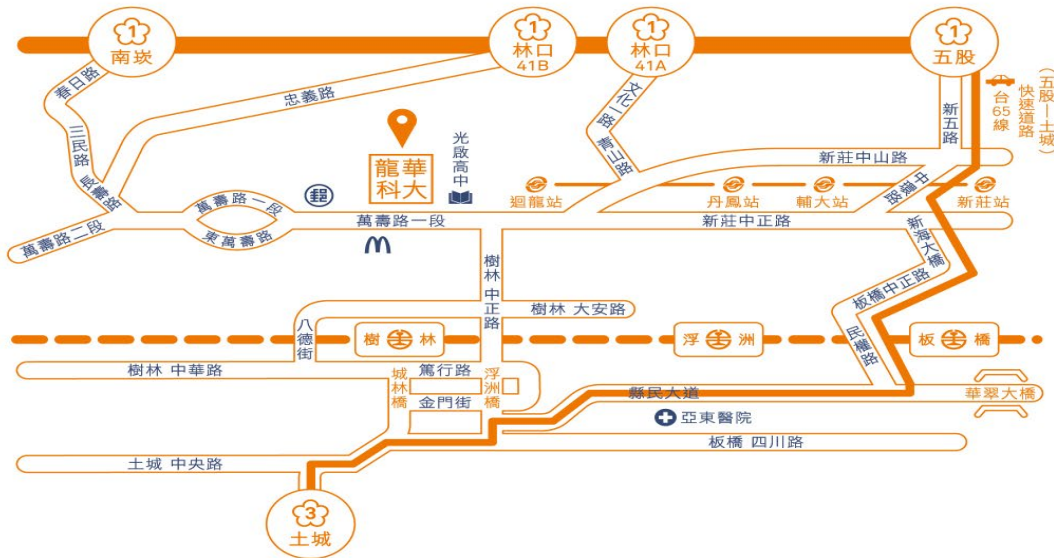 1
南崁
1
林口
41B
1
林口
41A
1
五股
春日路
忠義路
文化一路
青山路
新五路
台65線
快速道路
（五股－土城）
三民路
長壽路
龍華
科大
光啟高中
郵
新莊中山路
迴龍站
丹鳳站
輔大站
中華路
新莊站
萬壽路二段
萬壽路一段
東萬壽路
萬壽路一段
新莊中正路
新海大橋
板橋中正路
樹林 中正路
樹林 大安路
八德街
樹 林
浮 洲
板 橋
民權路
樹林 中華路
城林橋
篤行路
浮洲橋
金門街
縣民大道
華翠大橋
亞東醫院
板橋 四川路
土城 中央路
3
土城